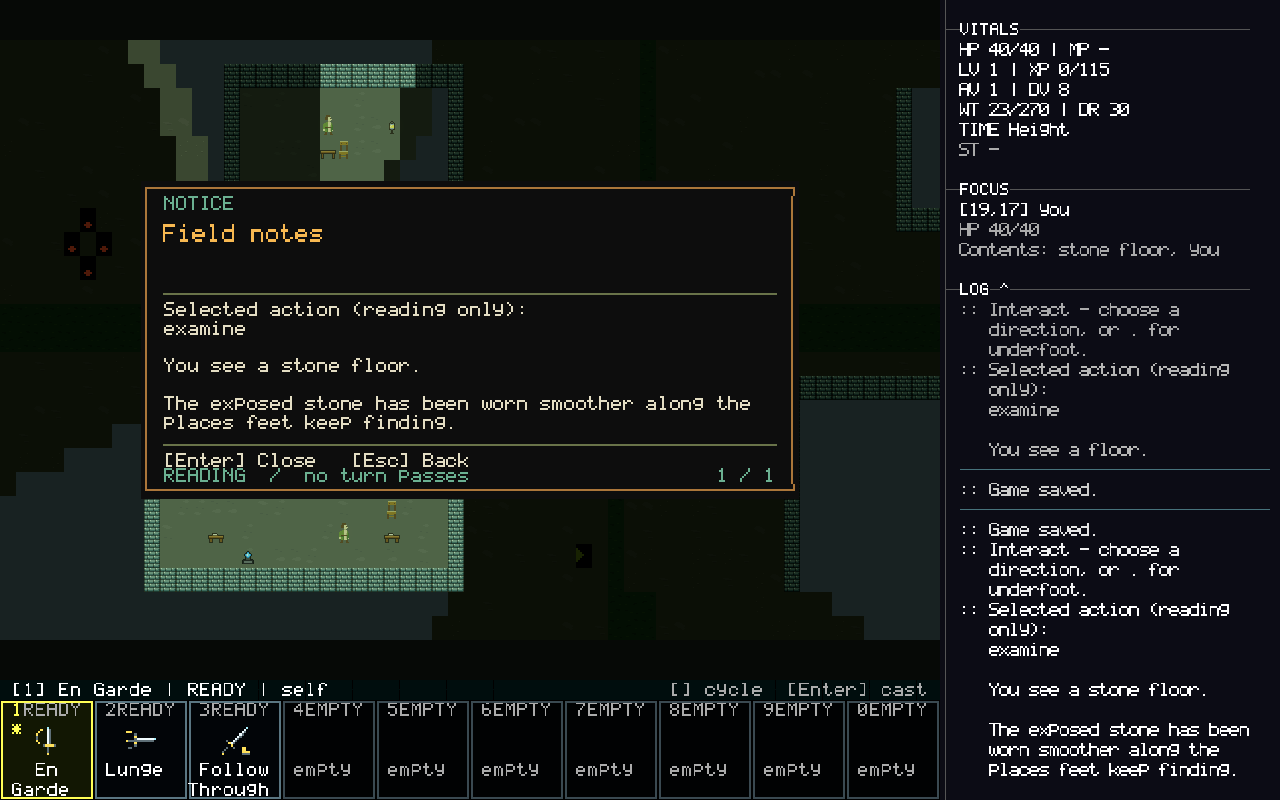 NOTICE
Field notes
Selected action (reading only):
examine
You see a stone floor.
The exposed stone has been worn smoother along the
places feet keep finding.
[Enter] Close [Esc] Back
READING / no turn passes 1 / 1
[1] En Garde | READY | self [] cycle [Enter] cast
1READY 2READY 3READY 4EMPTY 5EMPTY 6EMPTY 7EMPTY 8EMPTY 9EMPTY 0EMPTY
*
En Garde
Lunge
Follow Through
empty empty empty empty empty empty empty
VITALS
HP 40/40 | MP -
LV 1 | XP 0/115
AV 1 | DV 8
WT 23/270 | DR 30
TIME Height
ST -
FOCUS
[19,17] You
HP 40/40
Contents: stone floor, You
LOG ^
:: Interact - choose a
direction, or . for
underfoot.
:: Selected action (reading
only):
examine
You see a floor.
:: Game saved.
:: Game saved.
:: Interact - choose a
direction, or . for
underfoot.
:: Selected action (reading
only):
examine
You see a stone floor.
The exposed stone has been
worn smoother along the
places feet keep finding.